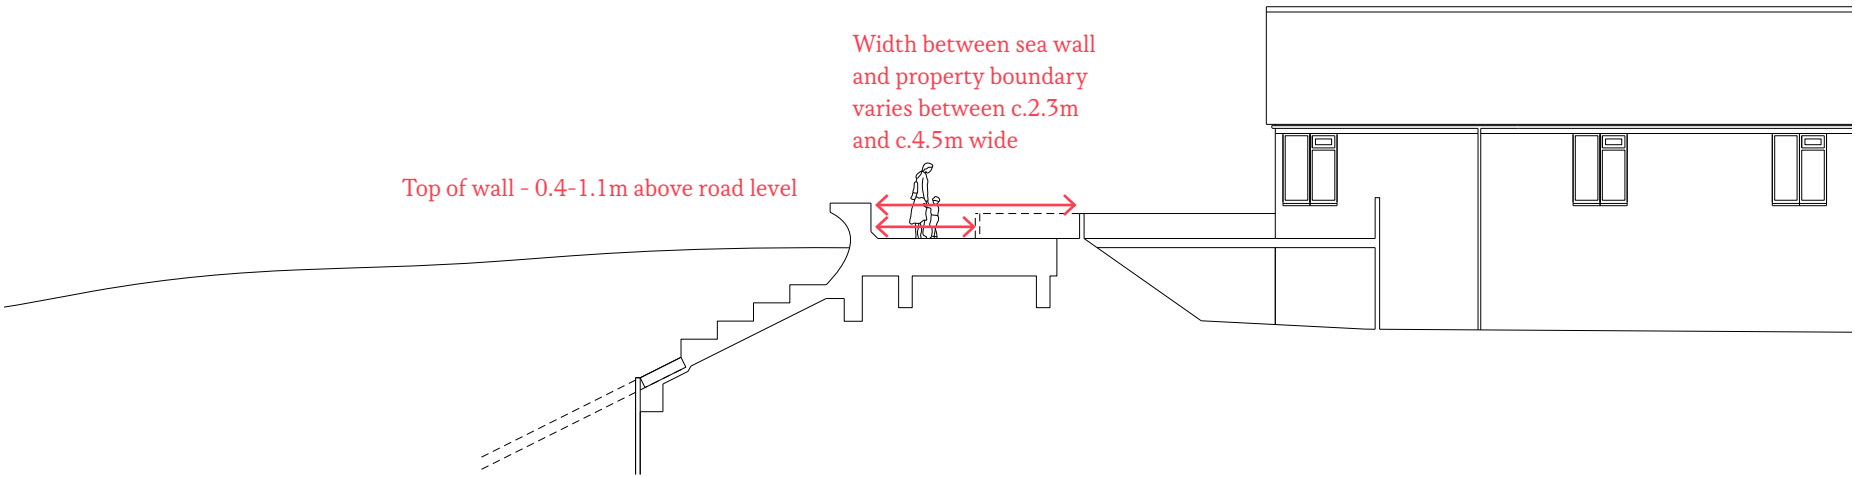 Width between sea wall
and property boundary
varies between c.2.3m
and c.4.5m wide
Top of wall - 0.4-1.1m above road level